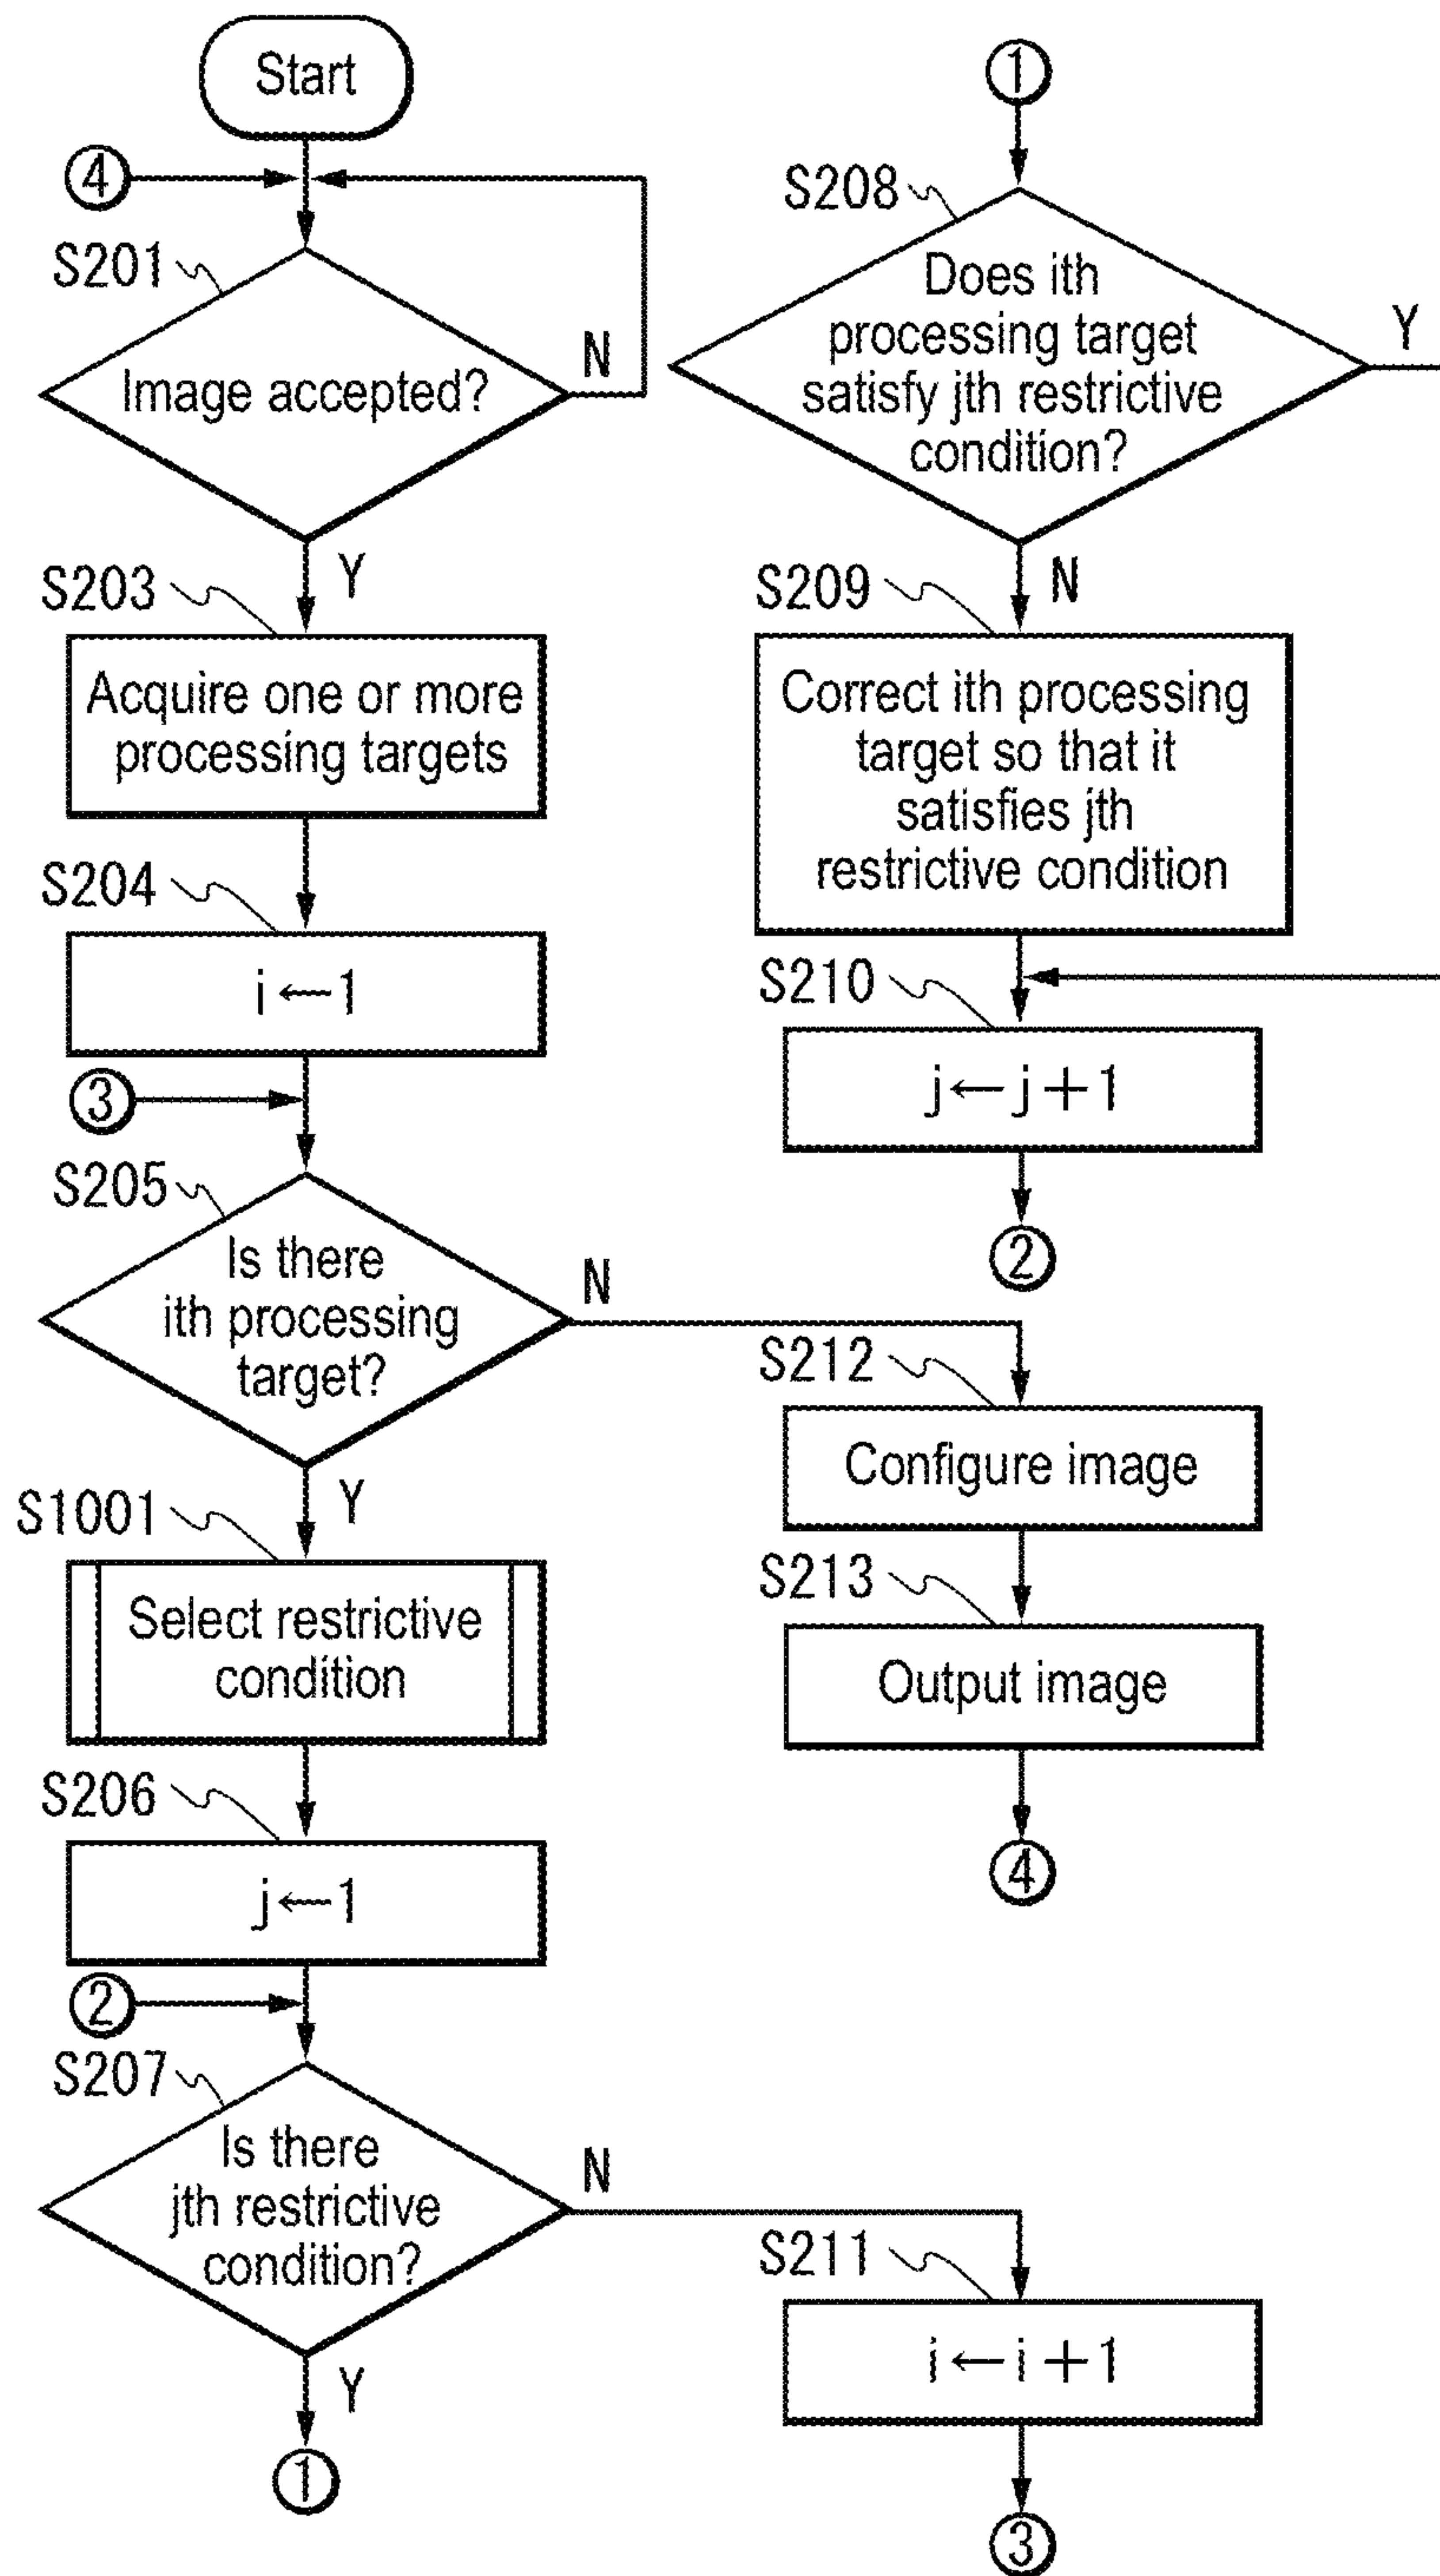 Start
④
S201
Image accepted?
N
Y
S203
Acquire one or more
processing targets
S204
i←1
③
S205
Is there
ith processing
target?
N
Y
S1001
Select restrictive
condition
S206
j←1
②
S207
Is there
jth restrictive
condition?
N
Y
①
①
S208
Does ith
processing target
satisfy jth restrictive
condition?
Y
N
S209
Correct ith processing
target so that it
satisfies jth
restrictive condition
S210
j←j+1
②
S212
Configure image
S213
Output image
④
S211
i←i+1
③